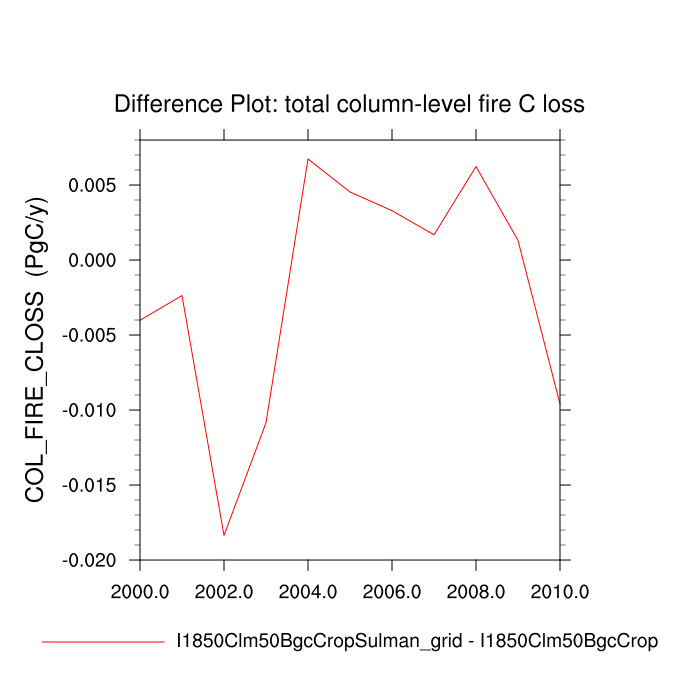 Difference Plot: total column-level fire C loss
COL_FIRE_CLOSS (PgC/y)
0.005
0.000
-0.005
-0.010
-0.015
-0.020
2000.0 2002.0 2004.0 2006.0 2008.0 2010.0
I1850Clm50BgcCropSulman_grid - I1850Clm50BgcCrop